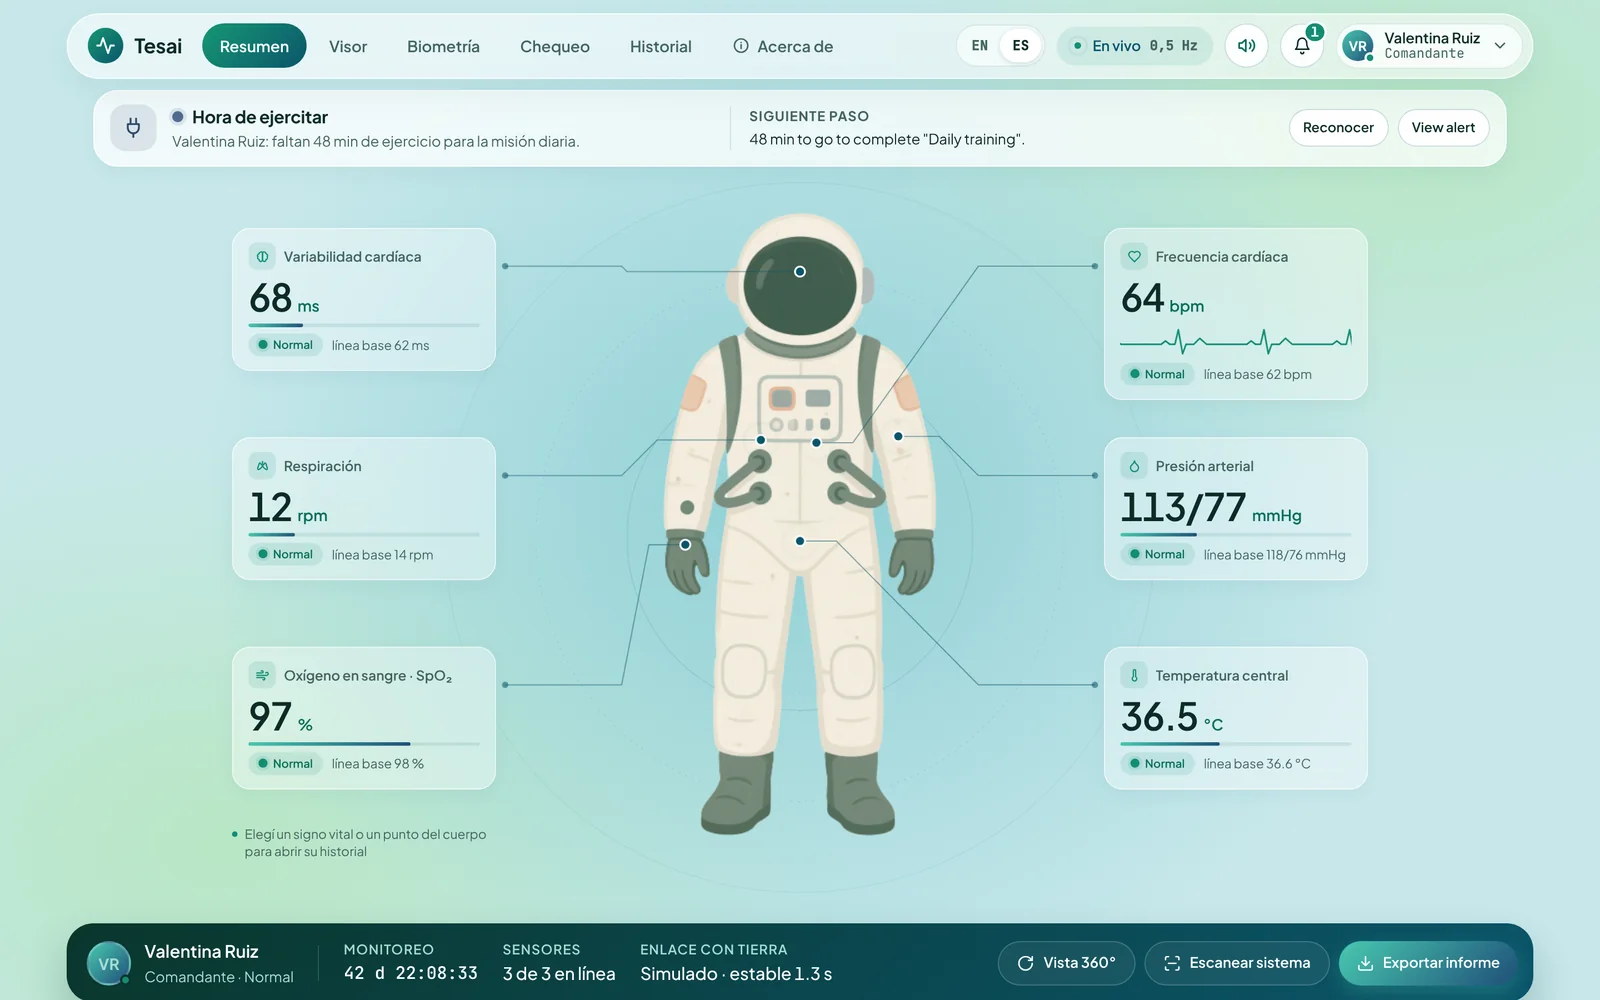 Tesai
Resumen
Visor
Biometría
Chequeo
Historial
Acerca de
EN
ES
En vivo 0,5 Hz
1
VR
Valentina Ruiz
Comandante
Hora de ejercitar
Valentina Ruiz: faltan 48 min de ejercicio para la misión diaria.
SIGUIENTE PASO
48 min to go to complete "Daily training".
Reconocer
View alert
Variabilidad cardíaca
68 ms
Normal línea base 62 ms
Frecuencia cardíaca
64 bpm
Normal línea base 62 bpm
Respiración
12 rpm
Normal línea base 14 rpm
Presión arterial
113/77 mmHg
Normal línea base 118/76 mmHg
Oxígeno en sangre · SpO₂
97 %
Normal línea base 98 %
Temperatura central
36.5 °C
Normal línea base 36.6 °C
Elegí un signo vital o un punto del cuerpo
para abrir su historial
VR
Valentina Ruiz
Comandante · Normal
MONITOREO
42 d 22:08:33
SENSORES
3 de 3 en línea
ENLACE CON TIERRA
Simulado · estable 1.3 s
Vista 360°
Escanear sistema
Exportar informe